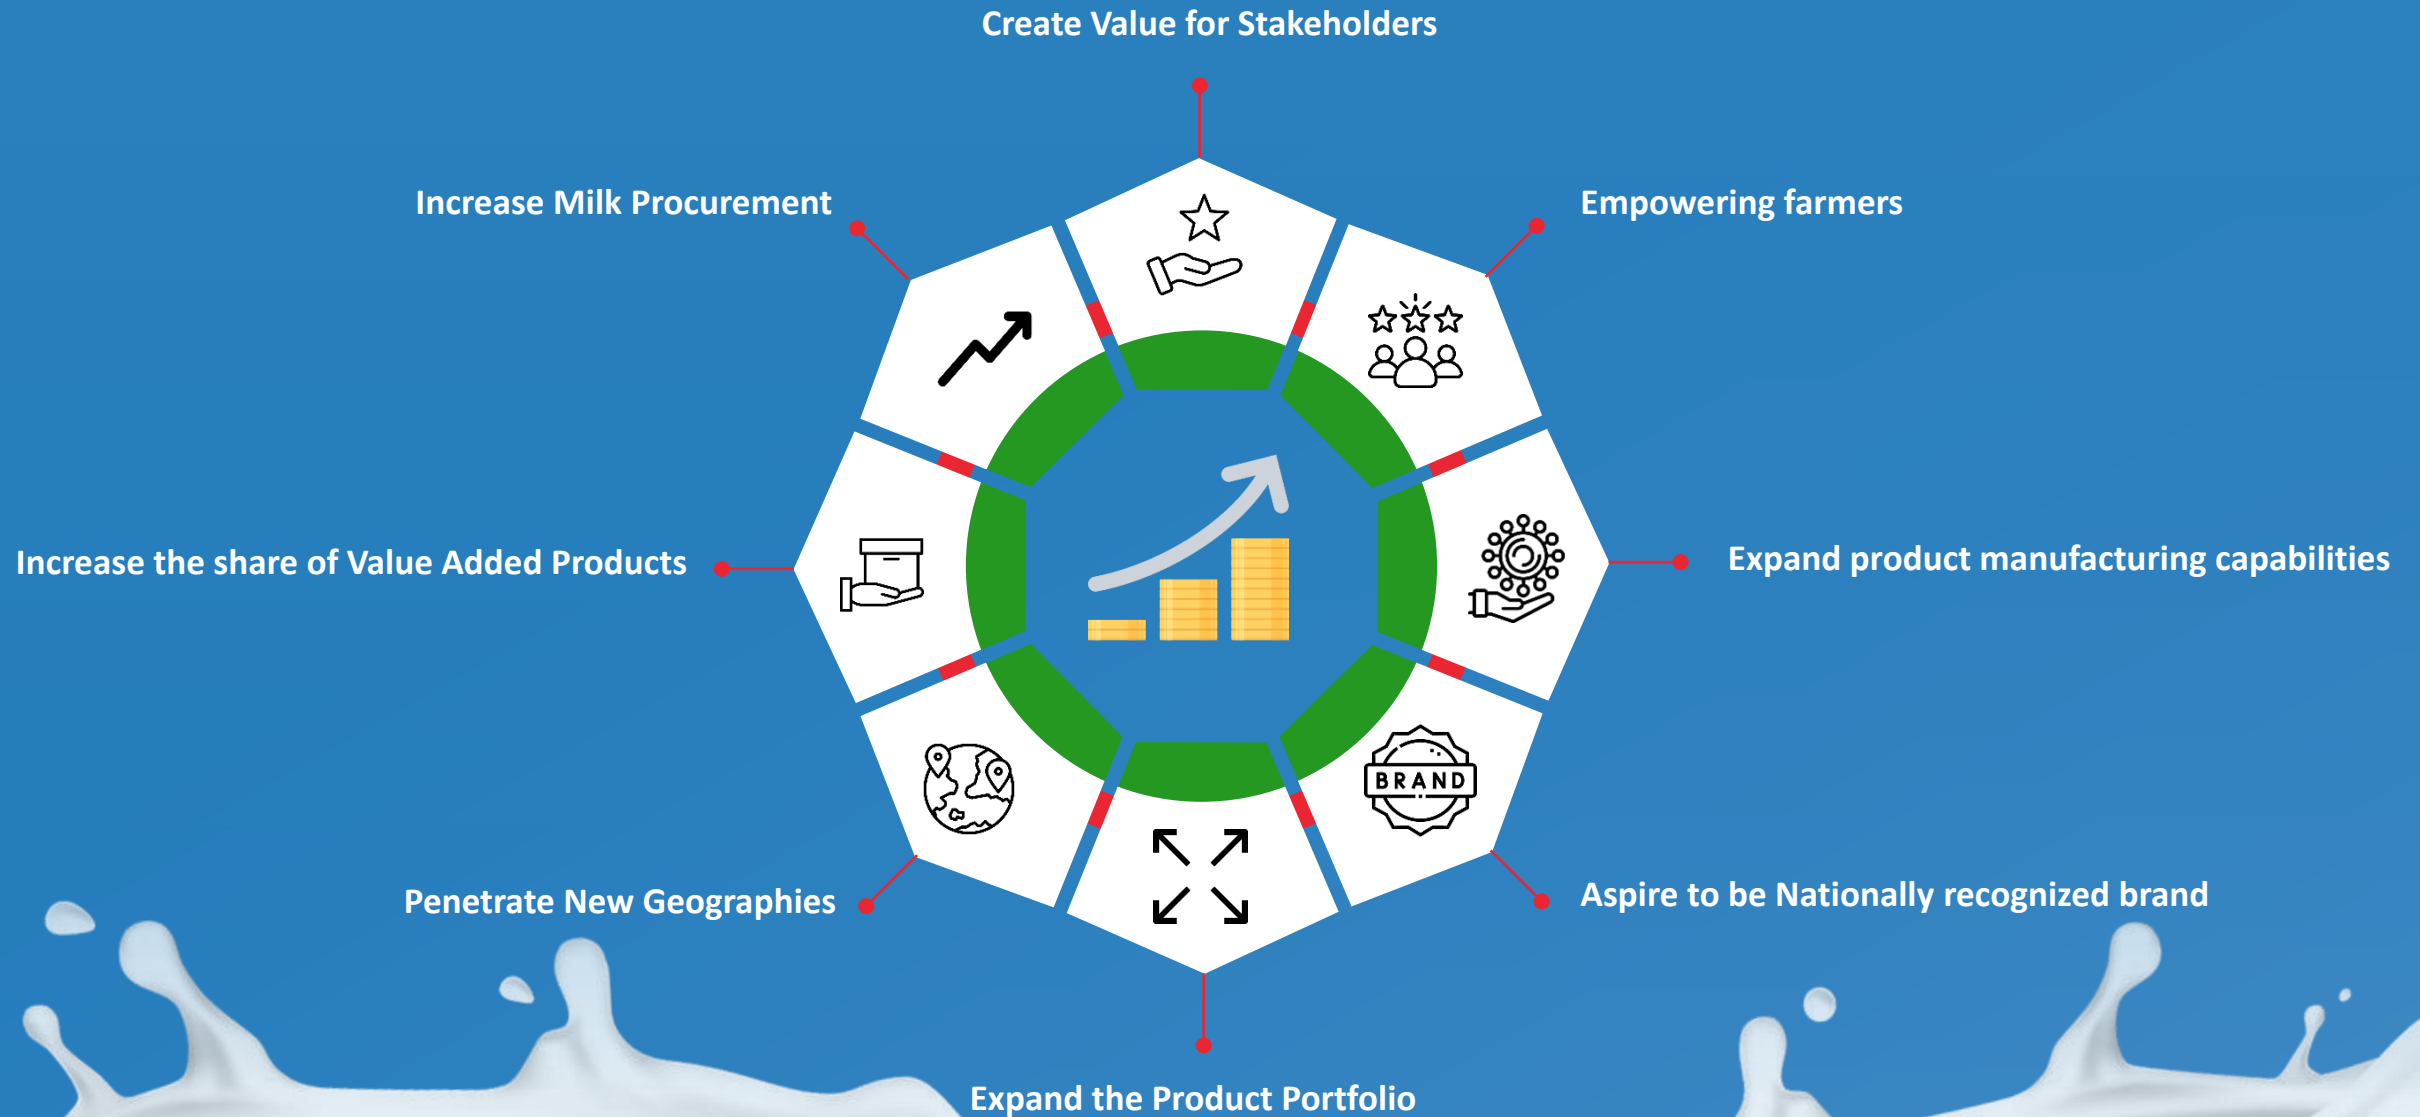 Create Value for Stakeholders
Increase Milk Procurement
Empowering farmers
Increase the share of Value Added Products
Expand product manufacturing capabilities
BRAND
Penetrate New Geographies
Aspire to be Nationally recognized brand
Expand the Product Portfolio